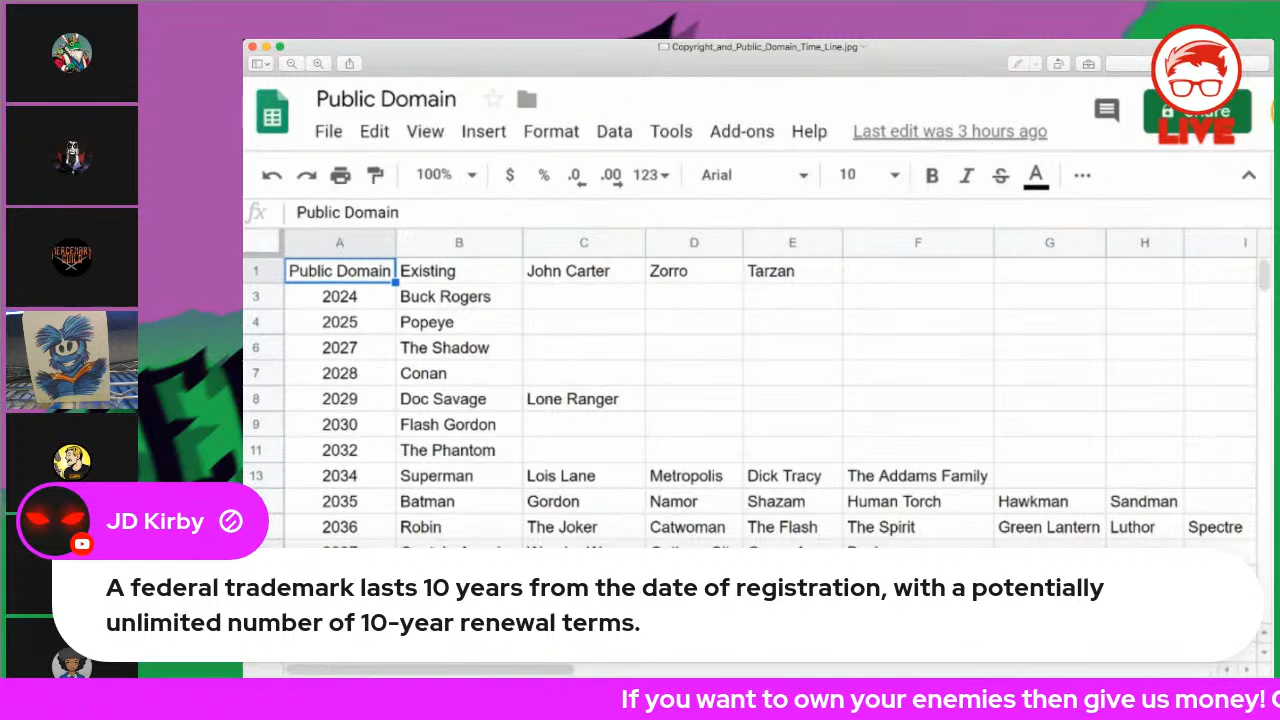 Copyright_and_Public_Domain_Time_Line.jpg
Public Domain
Share
LIVE
File Edit View Insert Format Data Tools Add-ons Help Last edit was 3 hours ago
100% $ % .0 .00 123 Arial 10 B I S A
fx Public Domain
A B C D E F G H I
1 Public Domain Existing John Carter Zorro Tarzan
3 2024 Buck Rogers
4 2025 Popeye
6 2027 The Shadow
7 2028 Conan
8 2029 Doc Savage Lone Ranger
9 2030 Flash Gordon
11 2032 The Phantom
13 2034 Superman Lois Lane Metropolis Dick Tracy The Addams Family
2035 Batman Gordon Namor Shazam Human Torch Hawkman Sandman
2036 Robin The Joker Catwoman The Flash The Spirit Green Lantern Luthor Spectre
MERCENARY
GUILD
JD Kirby
A federal trademark lasts 10 years from the date of registration, with a potentially
unlimited number of 10-year renewal terms.
If you want to own your enemies then give us money!